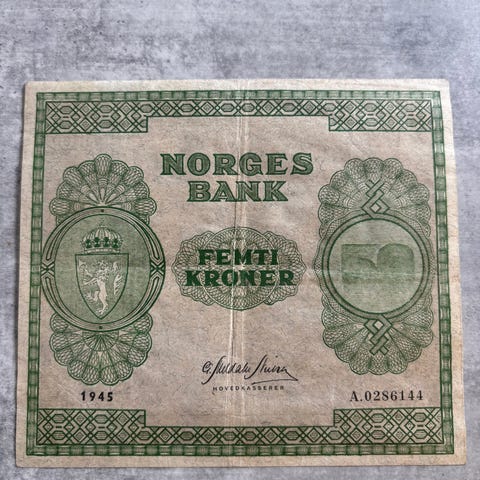 NORGES
BANK
FEMTI
KRONER
HOVEDKASSERER
1945
A.0286144